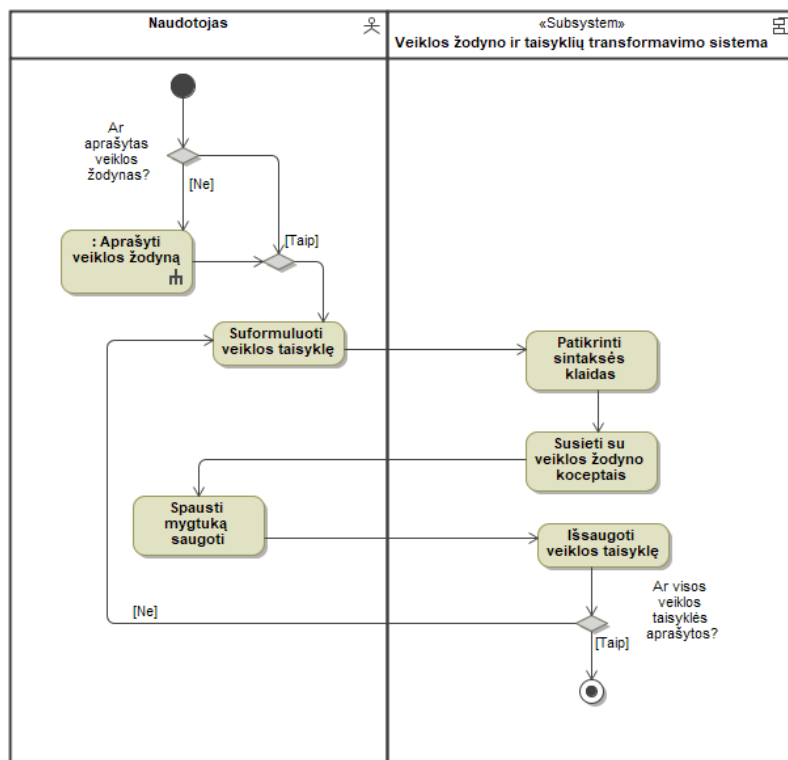 Naudotojas
«Subsystem»
Veiklos žodyno ir taisyklių transformavimo sistema
Ar
aprašytas
veiklos
žodynas?
[Ne]
: Aprašyti
veiklos žodyną
[Taip]
Suformuluoti
veiklos taisyklę
Patikrinti
sintaksės
klaidas
Susieti su
veiklos žodyno
koceptais
Spausti
mygtuką
saugoti
Išsaugoti
veiklos taisyklę
Ar visos
veiklos
taisyklės
aprašytos?
[Ne]
[Taip]